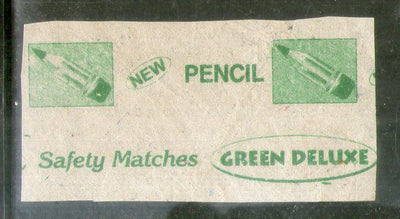 NEW PENCIL
Safety Matches GREEN DELUXE